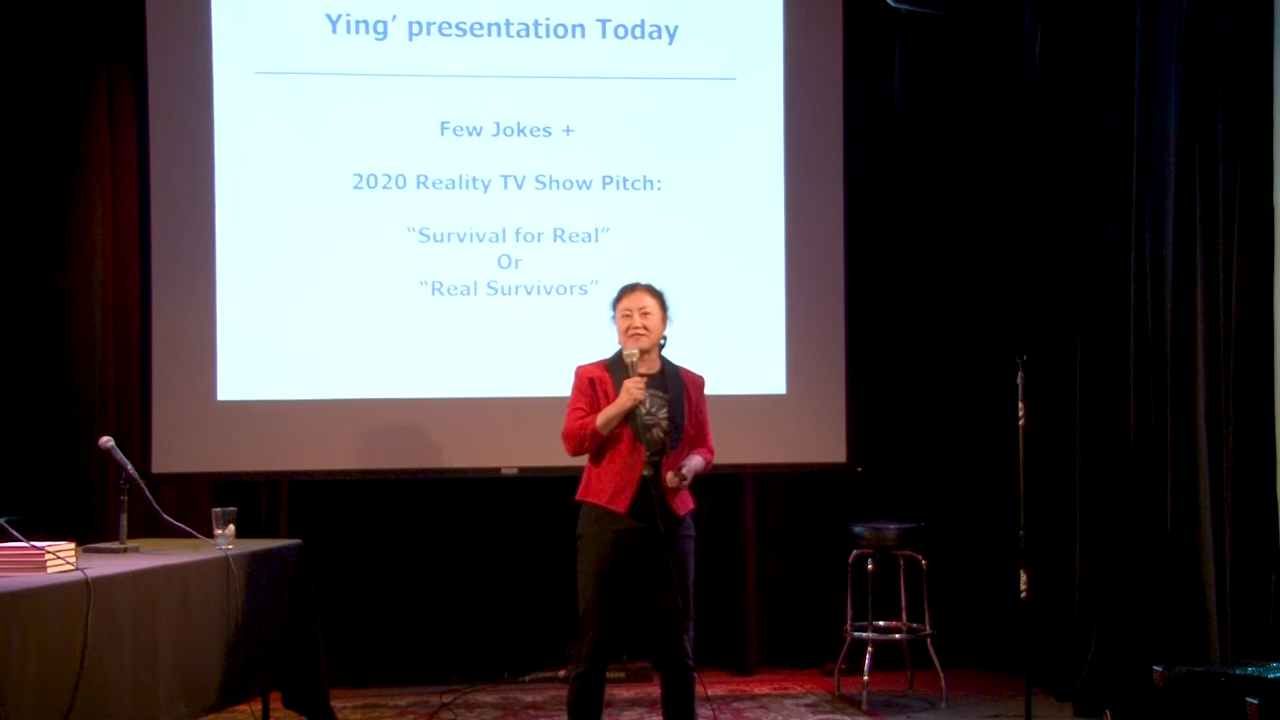 Ying’ presentation Today
Few Jokes +
2020 Reality TV Show Pitch:
“Survival for Real”
Or
“Real Survivors”